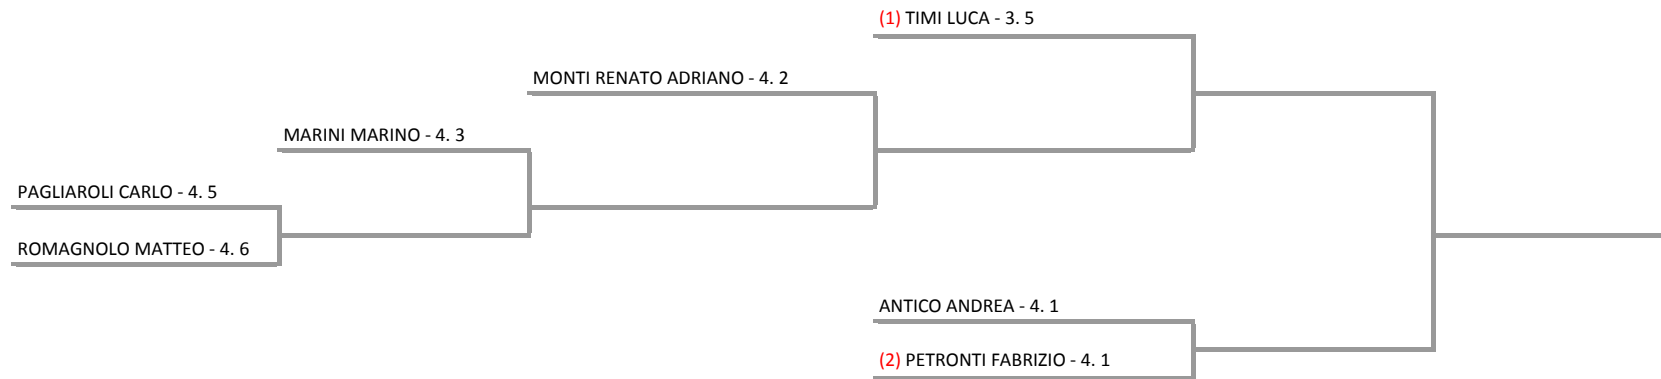 (1) TIMI LUCA - 3. 5
MONTI RENATO ADRIANO - 4. 2
MARINI MARINO - 4. 3
PAGLIAROLI CARLO - 4. 5
ROMAGNOLO MATTEO - 4. 6
ANTICO ANDREA - 4. 1
(2) PETRONTI FABRIZIO - 4. 1